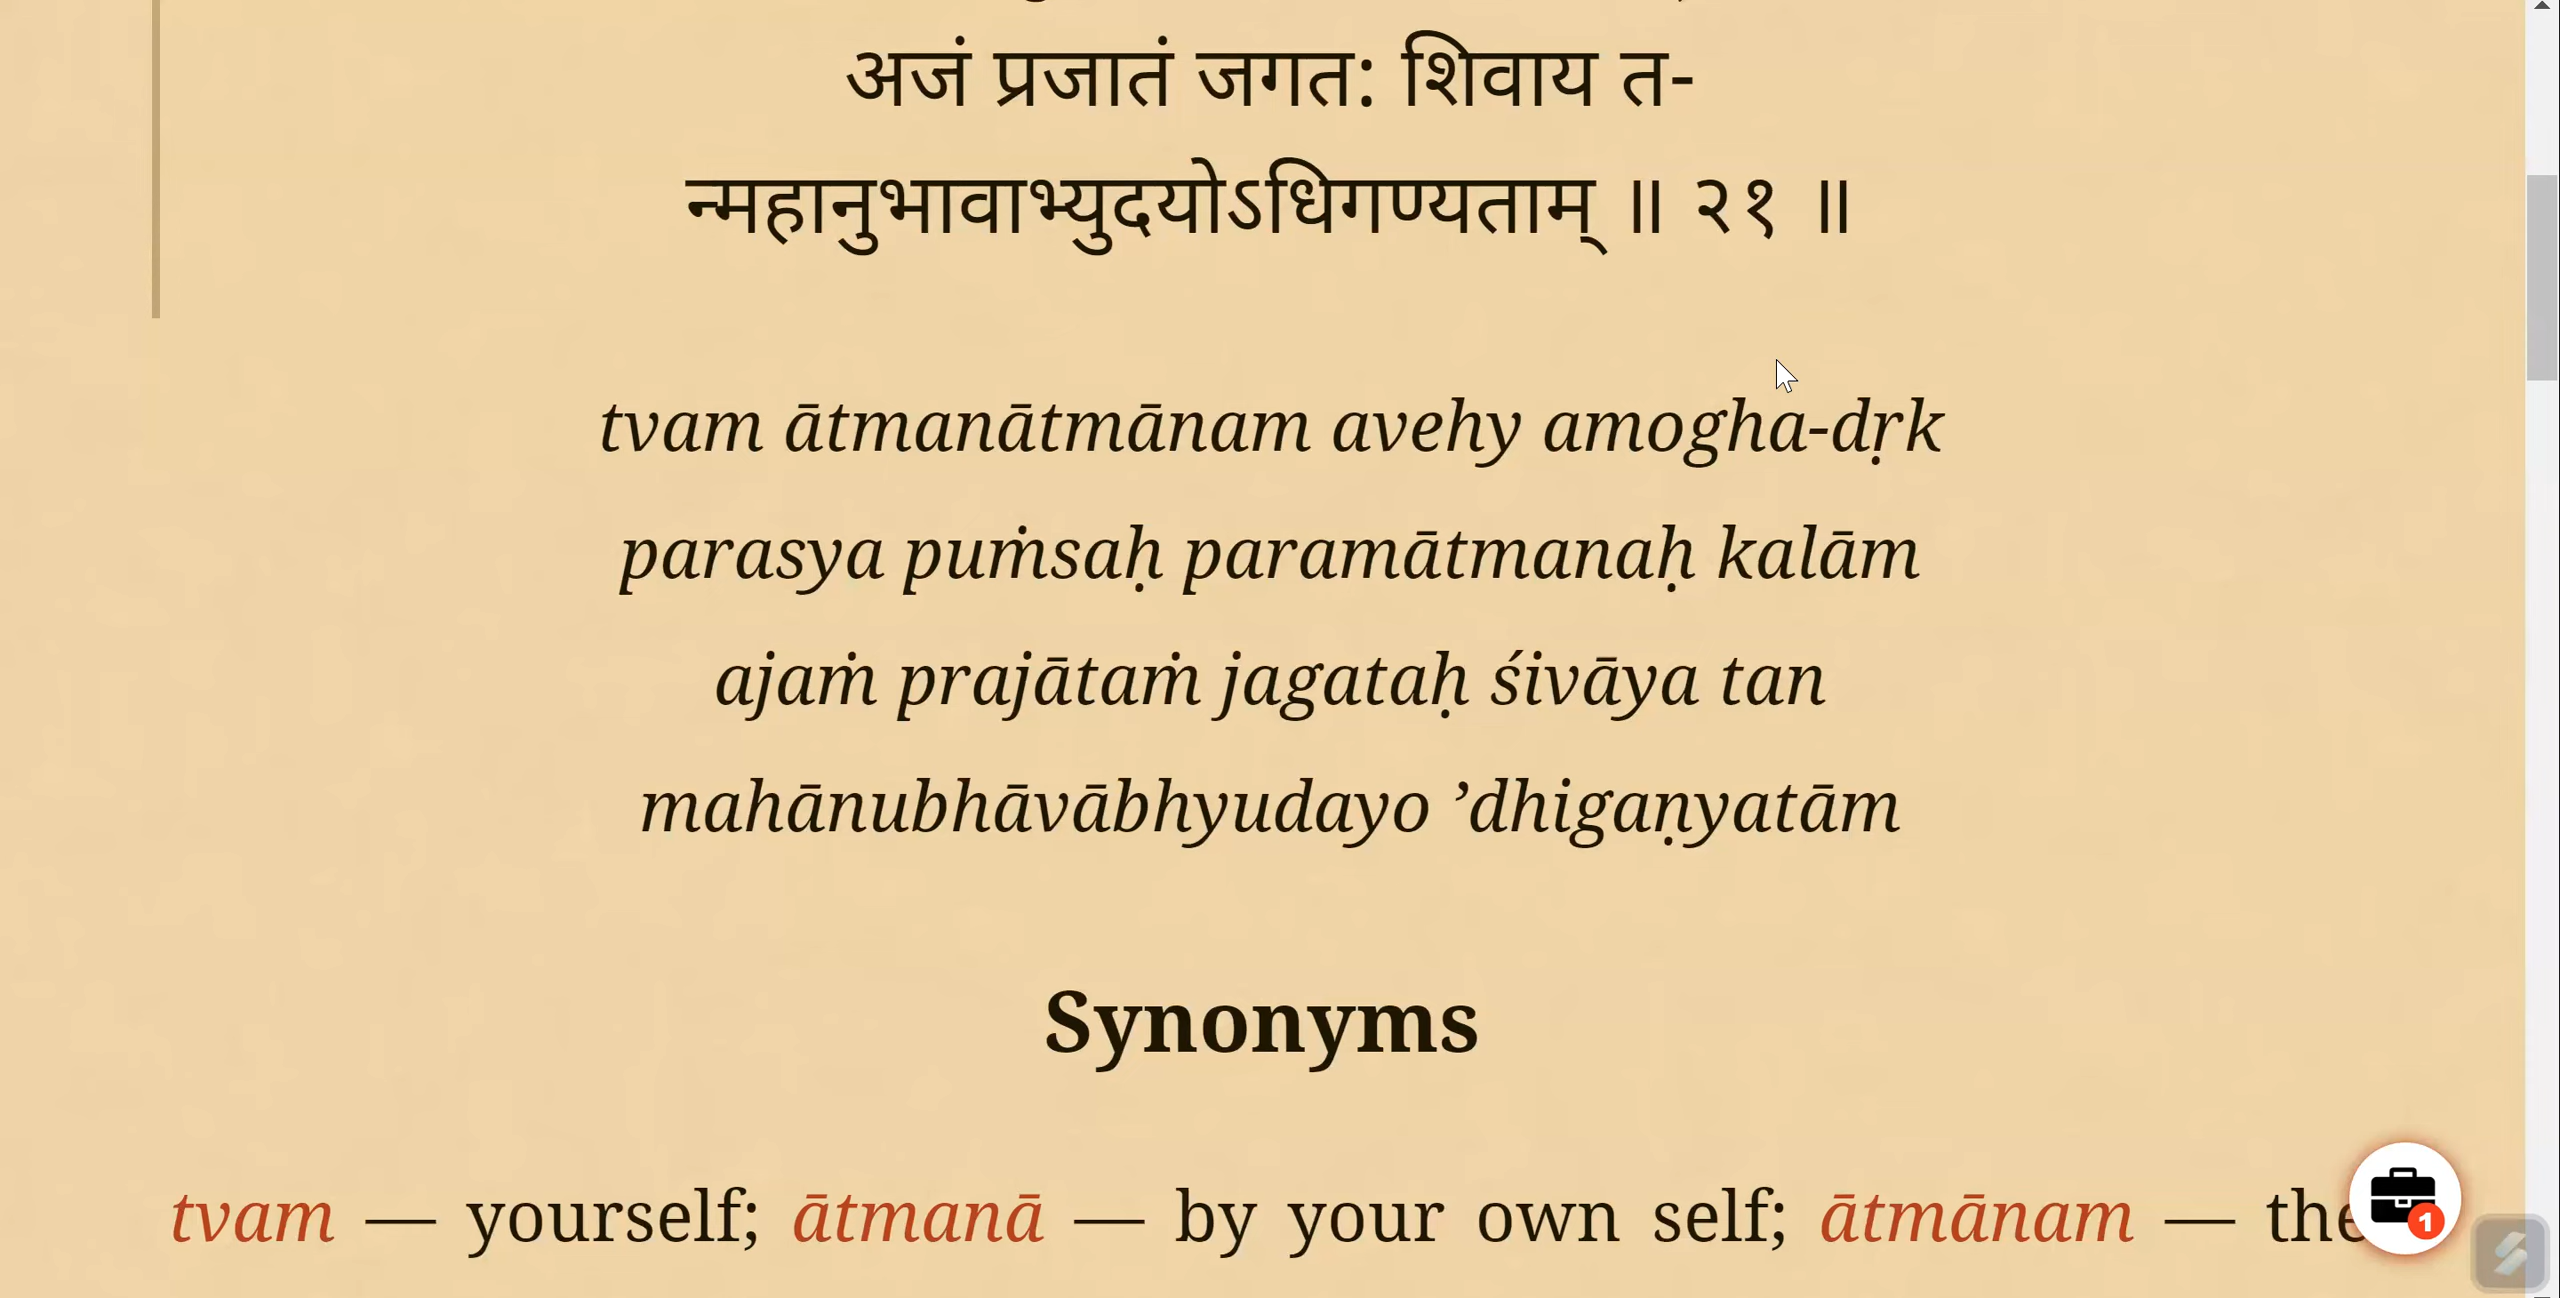 अजं प्रजातं जगत: शिवाय त-
न्महानुभावाभ्युदयोऽधिगण्यताम् ॥ २१ ॥
tvam ātmanātmānam avehy amogha-dṛk
parasya puṁsaḥ paramātmanaḥ kalām
ajaṁ prajātaṁ jagataḥ śivāya tan
mahānubhāvābhyudayo ’dhigaṇyatām
Synonyms
tvam — yourself; ātmanā — by your own self; ātmānam — the
1